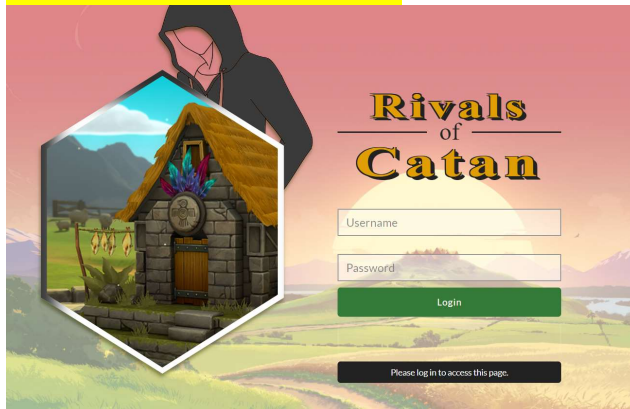 Rivals
of
Catan
Username
Password
Login
Please log in to access this page.